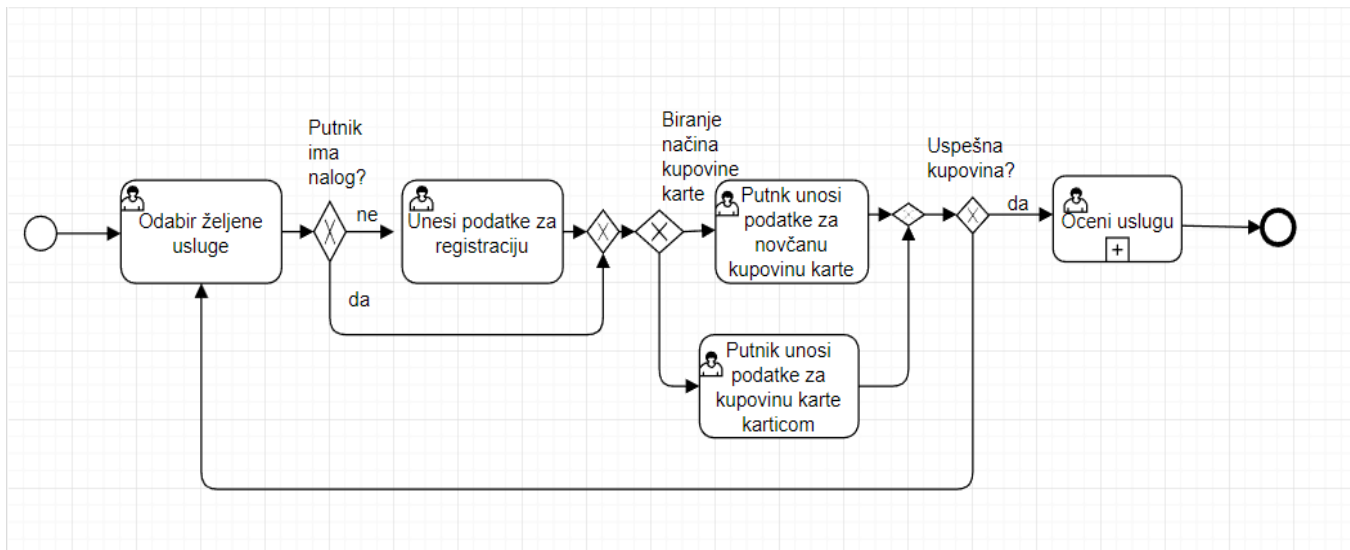 Odabir željene
usluge
Putnik
ima
nalog?
ne
da
Unesi podatke za
registraciju
Biranje
načina
kupovine
karte
Putnk unosi
podatke za
novčanu
kupovinu karte
Putnik unosi
podatke za
kupovinu karte
karticom
Uspešna
kupovina?
da
Oceni uslugu